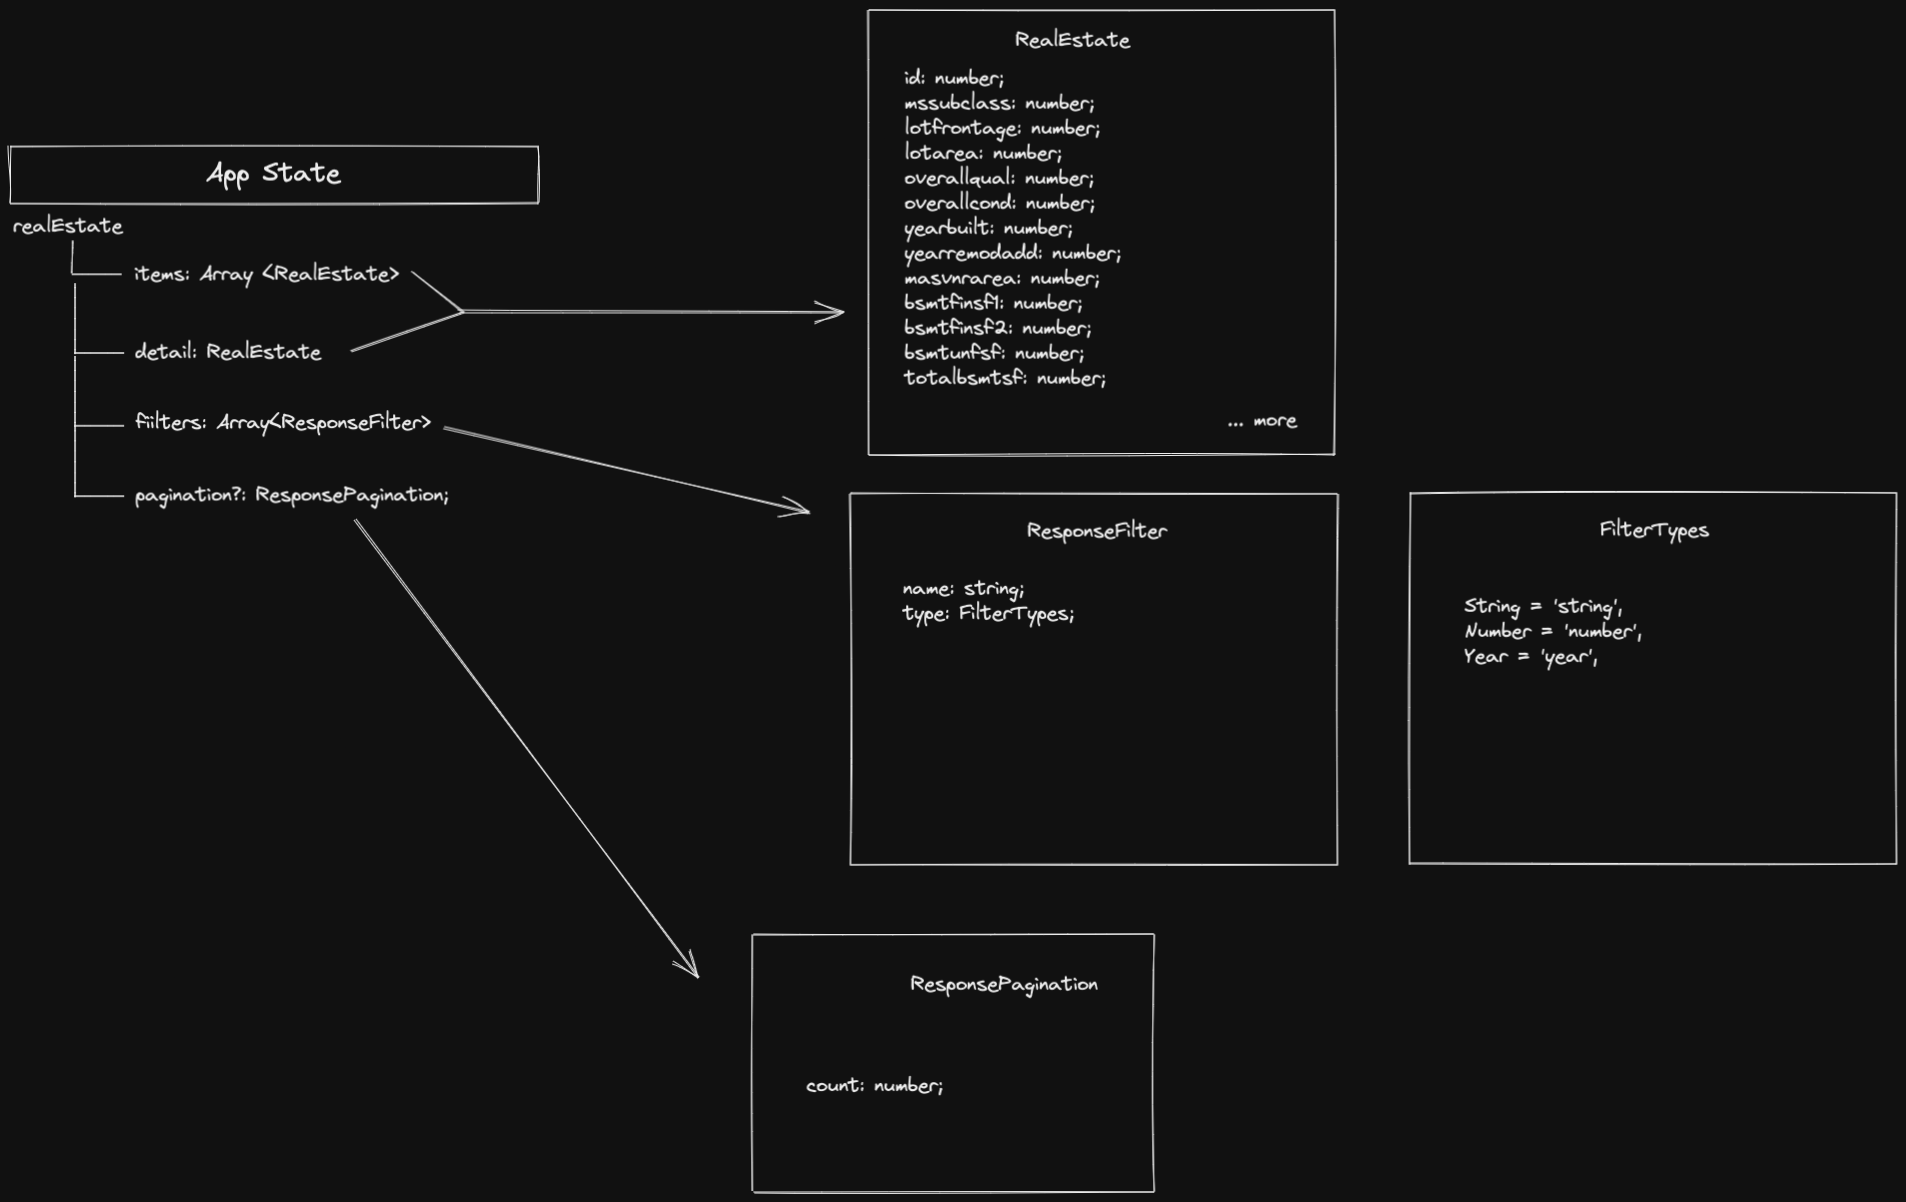 App State
realEstate
items: Array <RealEstate>
detail: RealEstate
fiilters: Array<ResponseFilter>
pagination?: ResponsePagination;
RealEstate
id: number;
mssubclass: number;
lotfrontage: number;
lotarea: number;
overallqual: number;
overallcond: number;
yearbuilt: number;
yearremodadd: number;
masvnrarea: number;
bsmtfinsf1: number;
bsmtfinsf2: number;
bsmtunfsf: number;
totalbsmtsf: number;
... more
ResponseFilter
name: string;
type: FilterTypes;
FilterTypes
String = 'string',
Number = 'number',
Year = 'year',
ResponsePagination
count: number;